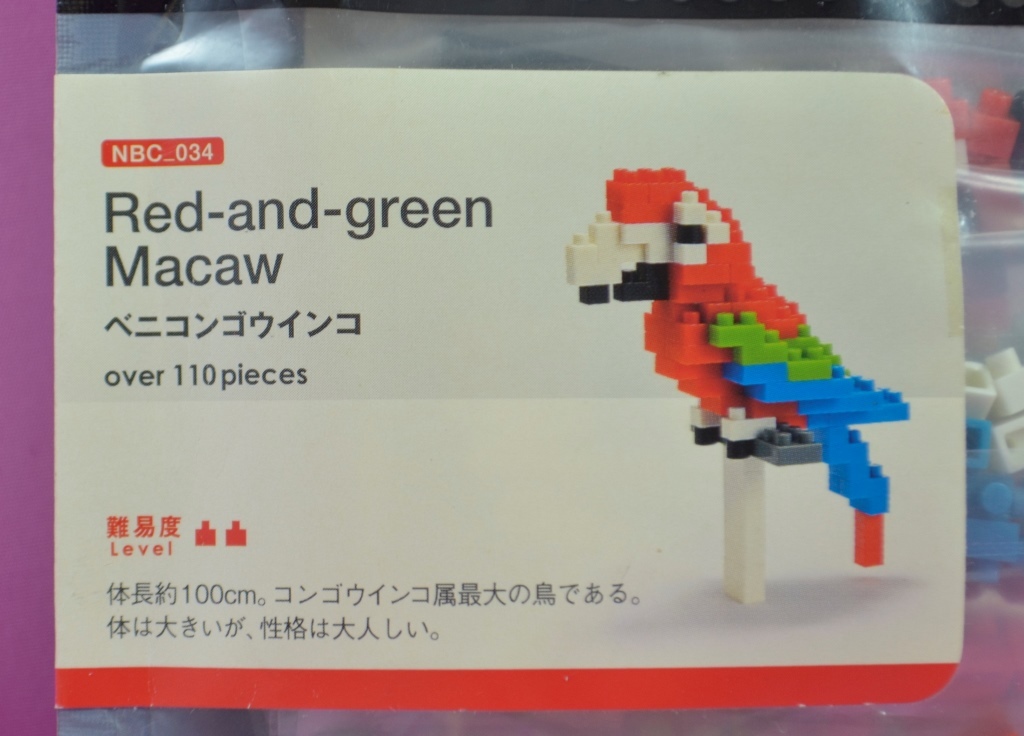 NBC_034
Red-and-green
Macaw
ベニコンゴウインコ
over 110 pieces
難易度
Level
体長約100cm。コンゴウインコ属最大の鳥である。
体は大きいが、性格は大人しい。